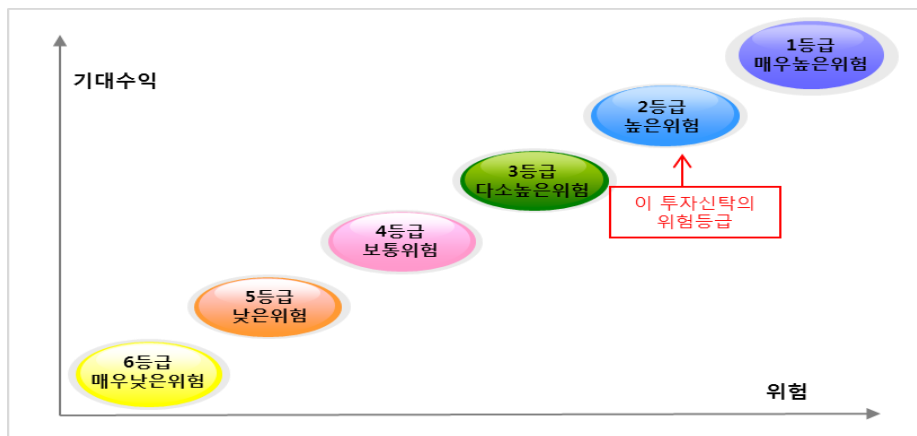 1등급
매우높은위험
기대수익
2등급
높은위험
3등급
다소높은위험
이 투자신탁의
위험등급
4등급
보통위험
5등급
낮은위험
6등급
매우낮은위험
위험